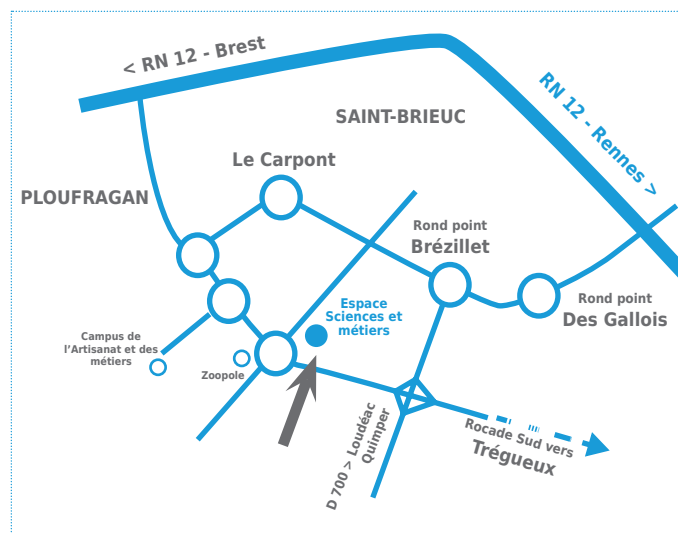 < RN 12 - Brest
RN 12 - Rennes >
SAINT-BRIEUC
Le Carpont
PLOUFRAGAN
Rond point
Brézillet
Rond point
Des Gallois
Espace
Sciences et
métiers
Campus de
l'Artisanat et des
métiers
Zoopole
D 700 > Loudéac
Quimper
Rocade Sud vers
Trégueux